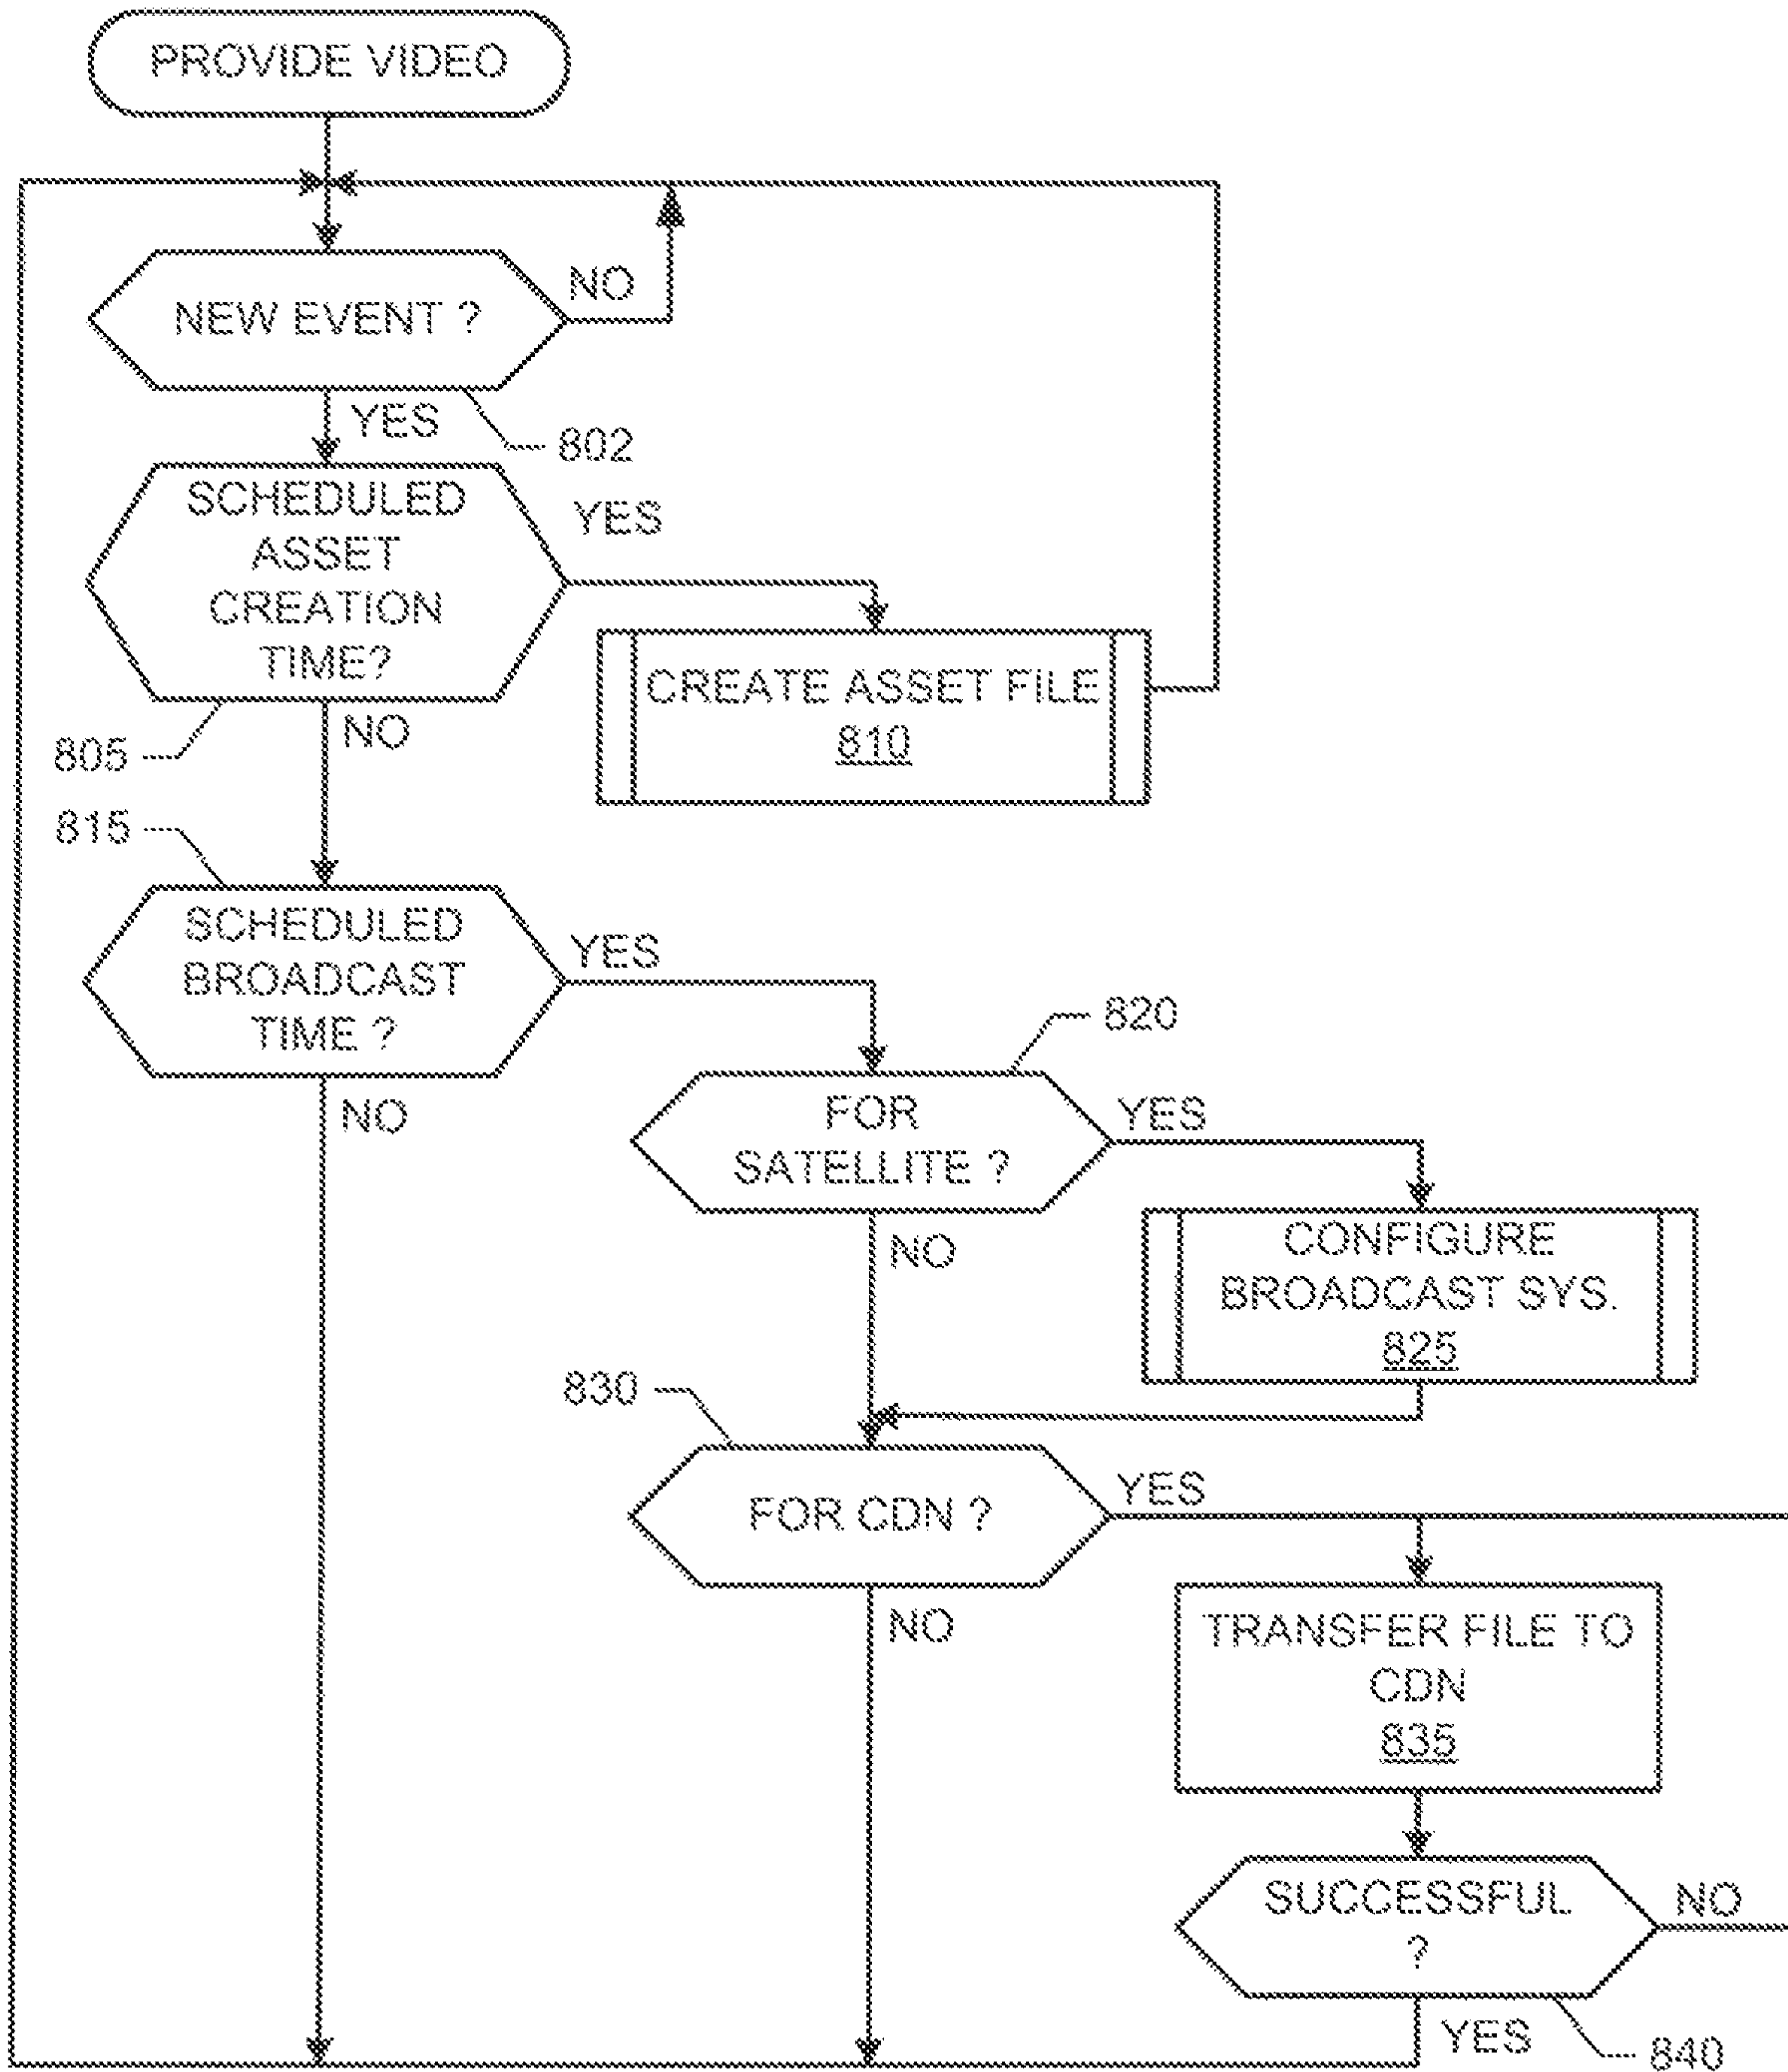 PROVIDE VIDEO
NEW EVENT ?
NO
YES
802
SCHEDULED
ASSET
CREATION
TIME?
YES
CREATE ASSET FILE
810
805
NO
815
SCHEDULED
BROADCAST
TIME ?
YES
820
NO
FOR
SATELLITE ?
YES
NO
CONFIGURE
BROADCAST SYS.
825
830
FOR CDN ?
YES
NO
TRANSFER FILE TO
CDN
835
SUCCESSFUL
?
NO
YES
840